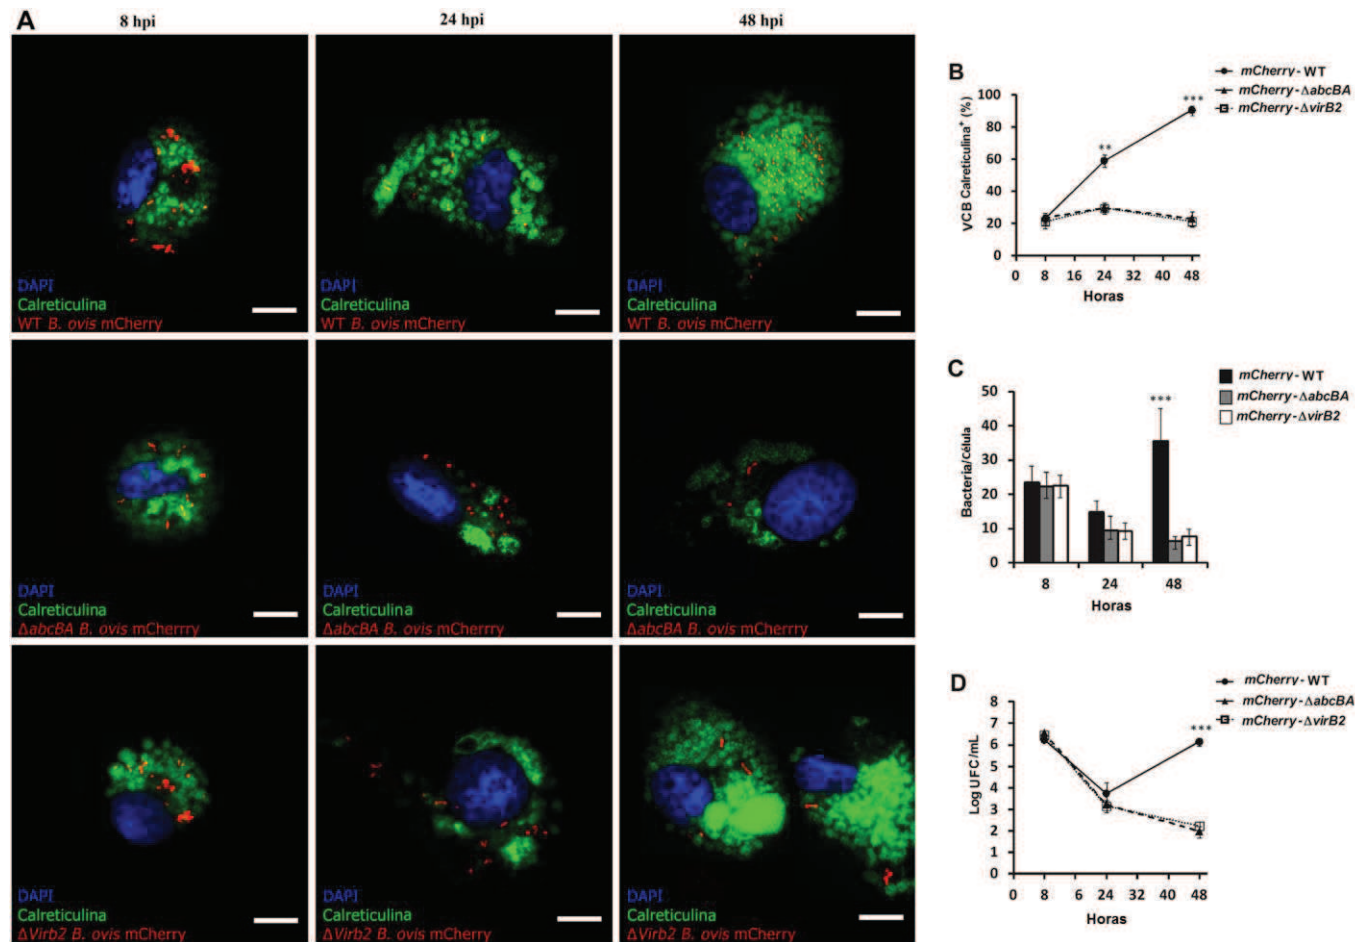 A
8 hpi
24 hpi
48 hpi
DAPI
Calreticulina
WT B. ovis mCherry
DAPI
Calreticulina
WT B. ovis mCherry
DAPI
Calreticulina
WT B. ovis mCherry
DAPI
Calreticulina
ΔabcBA B. ovis mCherrry
DAPI
Calreticulina
ΔabcBA B. ovis mCherrry
DAPI
Calreticulina
ΔabcBA B. ovis mCherrry
DAPI
Calreticulina
ΔVirb2 B. ovis mCherry
DAPI
Calreticulina
ΔVirb2 B. ovis mCherry
DAPI
Calreticulina
ΔVirb2 B. ovis mCherry
B
mCherry-WT
mCherry-ΔabcBA
mCherry-ΔvirB2
VCB Calreticulina+ (%)
100
80
60
40
20
0
**
***
0 8 16 24 32 40 48
Horas
C
mCherry-WT
mCherry-ΔabcBA
mCherry-ΔvirB2
Bacteria/célula
50
40
30
20
10
0
***
8 24 48
Horas
D
mCherry-WT
mCherry-ΔabcBA
mCherry-ΔvirB2
Log UFC/mL
8
7
6
5
4
3
2
1
0
***
0 8 16 24 32 40 48
Horas